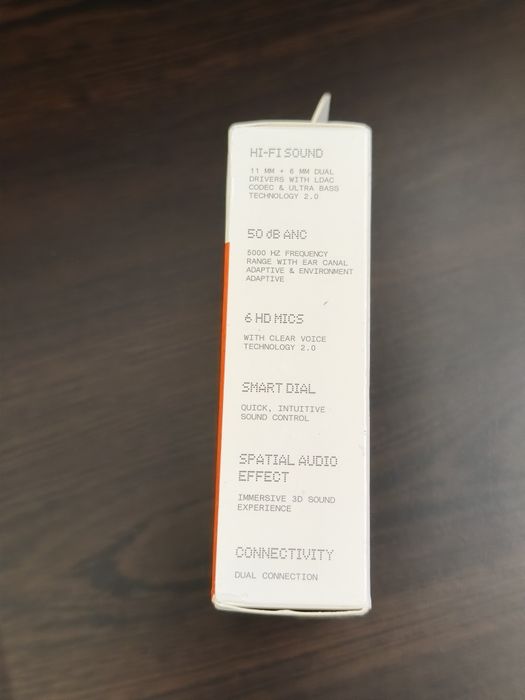 HI-FI SOUND
11 MM + 6 MM DUAL
DRIVERS WITH LDAC
CODEC & ULTRA BASS
TECHNOLOGY 2.0
50 dB ANC
5000 HZ FREQUENCY
RANGE WITH EAR CANAL
ADAPTIVE & ENVIRONMENT
ADAPTIVE
6 HD MICS
WITH CLEAR VOICE
TECHNOLOGY 2.0
SMART DIAL
QUICK, INTUITIVE
SOUND CONTROL
SPATIAL AUDIO
EFFECT
IMMERSIVE 3D SOUND
EXPERIENCE
CONNECTIVITY
DUAL CONNECTION